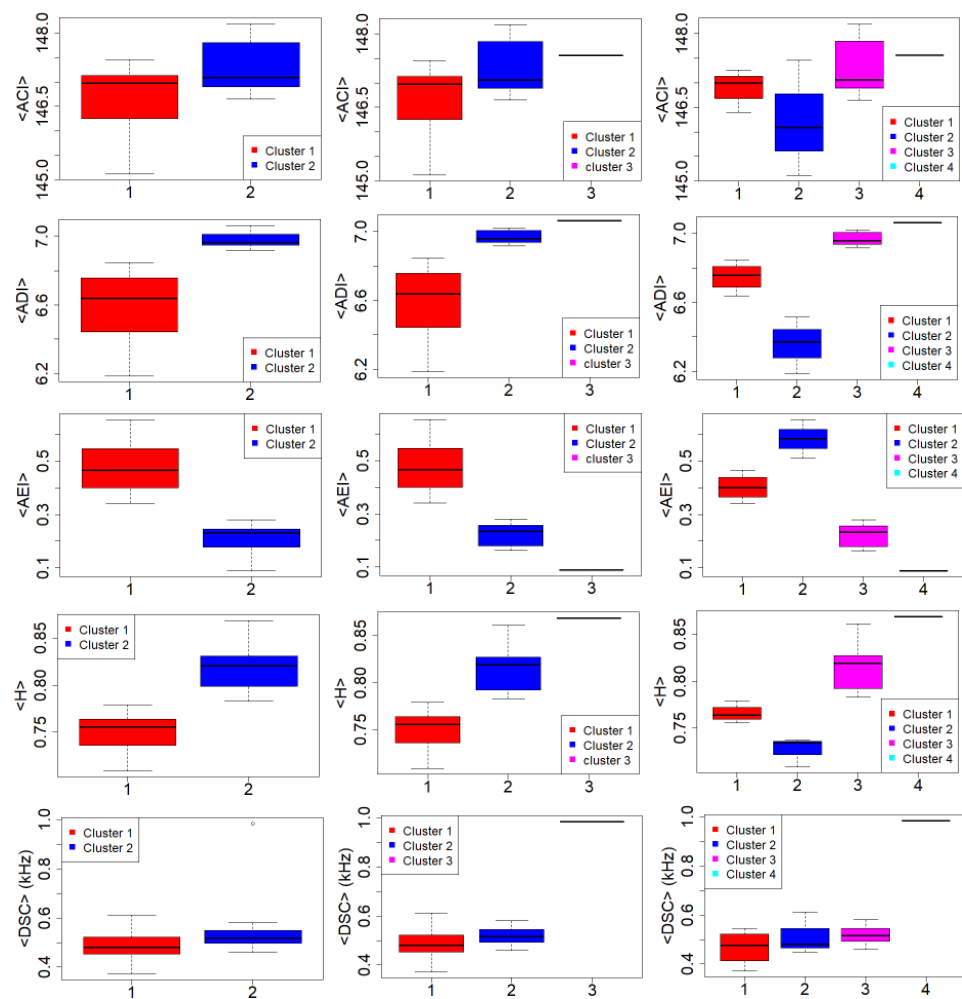 <ACI>
148.0
146.5
145.0
Cluster 1
Cluster 2
1 2
<ACI>
148.0
146.5
145.0
Cluster 1
Cluster 2
cluster 3
1 2 3
<ACI>
148.0
146.5
145.0
Cluster 1
Cluster 2
Cluster 3
Cluster 4
1 2 3 4
<ADI>
7.0
6.6
6.2
Cluster 1
Cluster 2
1 2
<ADI>
7.0
6.6
6.2
Cluster 1
Cluster 2
cluster 3
1 2 3
<ADI>
7.0
6.6
6.2
Cluster 1
Cluster 2
Cluster 3
Cluster 4
1 2 3 4
<AEI>
0.5
0.3
0.1
Cluster 1
Cluster 2
1 2
<AEI>
0.5
0.3
0.1
Cluster 1
Cluster 2
cluster 3
1 2 3
<AEI>
0.5
0.3
0.1
Cluster 1
Cluster 2
Cluster 3
Cluster 4
1 2 3 4
<H>
0.85
0.80
0.75
Cluster 1
Cluster 2
1 2
<H>
0.85
0.80
0.75
Cluster 1
Cluster 2
cluster 3
1 2 3
<H>
0.85
0.80
0.75
Cluster 1
Cluster 2
Cluster 3
Cluster 4
1 2 3 4
<DSC> (kHz)
1.0
0.8
0.6
0.4
Cluster 1
Cluster 2
1 2
<DSC> (kHz)
1.0
0.8
0.6
0.4
Cluster 1
Cluster 2
Cluster 3
1 2 3
<DSC> (kHz)
1.0
0.8
0.6
0.4
Cluster 1
Cluster 2
Cluster 3
Cluster 4
1 2 3 4